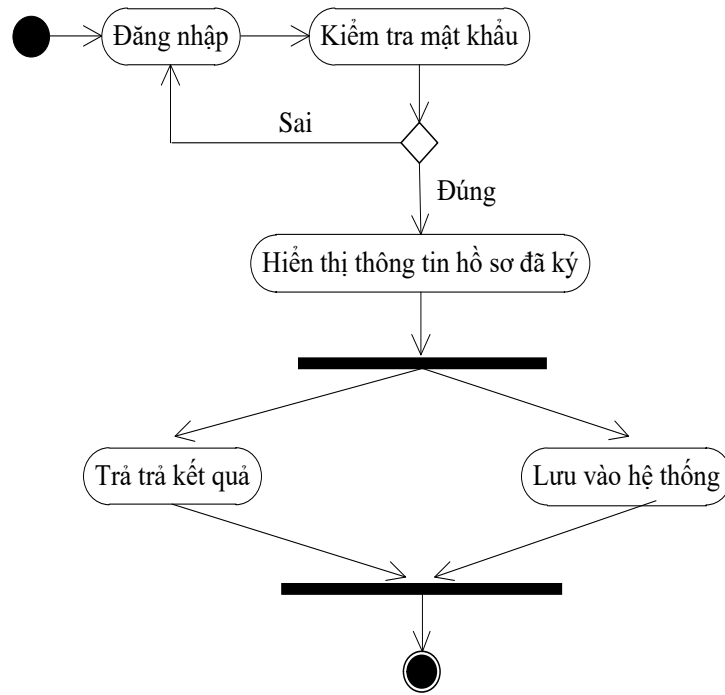 Đăng nhập
Kiểm tra mật khẩu
Sai
Đúng
Hiển thị thông tin hồ sơ đã ký
Trả trả kết quả
Lưu vào hệ thống